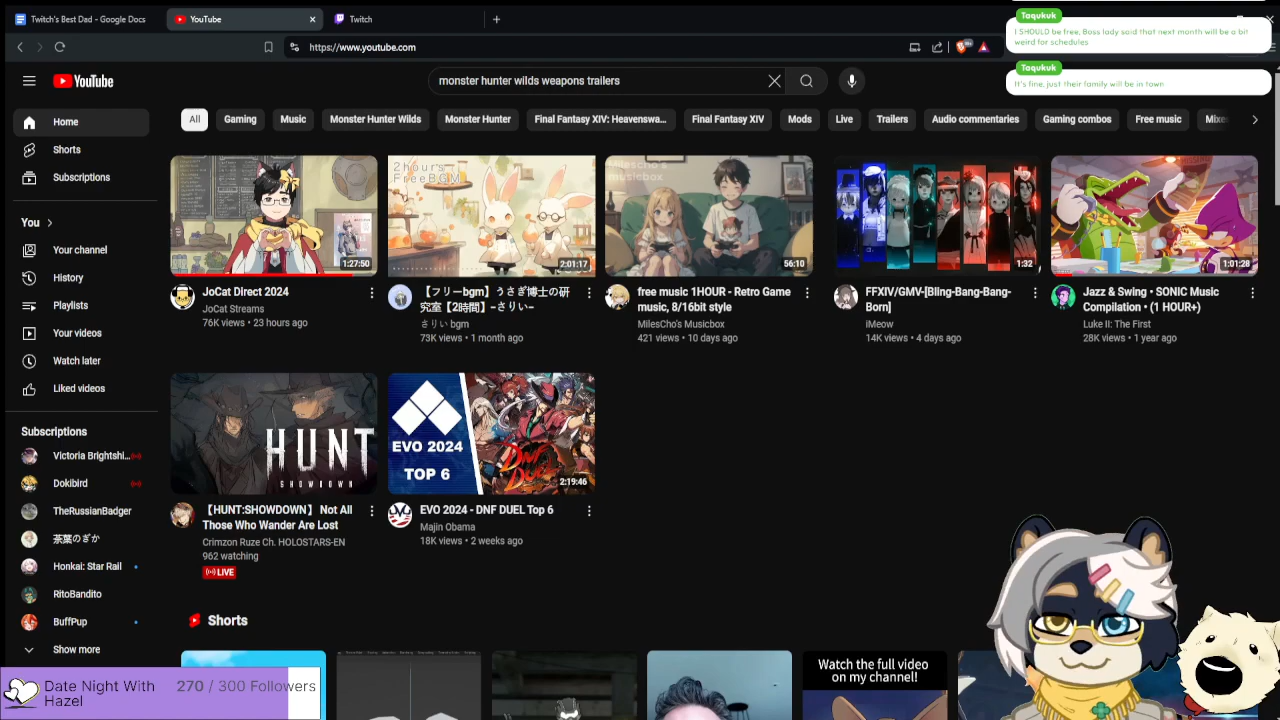 Twitch's Best Dad - Google Docs
YouTube
Twitch
www.youtube.com
Taqukuk
I SHOULD be free, Boss lady said that next month will be a bit
weird for schedules
Taqukuk
It's fine, just their family will be in town
YouTube
monster hunter wilds weapons trailer
Home
Shorts
Subscriptions
You
Your channel
History
Playlists
Your videos
Watch later
Liked videos
Subscriptions
Victoria Brightshi...
Dokibird
TheRussianBadger
茶葉のぎか
Honkai: Star Rail
RitoBandito
BuffPup
Show more
All
Gaming
Music
Monster Hunter Wilds
Monster Hunter
Final Fantasy XIV: Heavenswa...
Final Fantasy XIV
Mods
Live
Trailers
Audio commentaries
Gaming combos
Free music
Mixes
1:27:50
JoCat Direct 2024
JoCat Streams
76K views • 23 hours ago
2hours
FreeBGM
2:01:17
【フリーbgm】うさぎ博士の研
究室【2時間】–さりい–
さりい bgm
73K views • 1 month ago
musicbox
56:10
free music 1HOUR - Retro Game
music, 8/16bit style
MilesCho's Musicbox
421 views • 10 days ago
1:32
FFXIV/GMV-[Bling-Bang-Bang-
Born]
iMeow
14K views • 4 days ago
1:01:28
Jazz & Swing • SONIC Music
Compilation • (1 HOUR+)
Luke II: The First
28K views • 1 year ago
HUNT
SHOWDOWN
【HUNT:SHOWDOWN】 Not All
Those Who Wander Are Lost
Crimzon Ruze Ch. HOLOSTARS-EN
962 watching
LIVE
EVO 2024
TOP 6
DNF
DUEL
2:19:46
EVO 2024 - DNF DUEL Top 6
Majin Obama
18K views • 2 weeks ago
Shorts
Watch the full video
on my channel!
Date Night With
Hazel
270 / 300 Followers